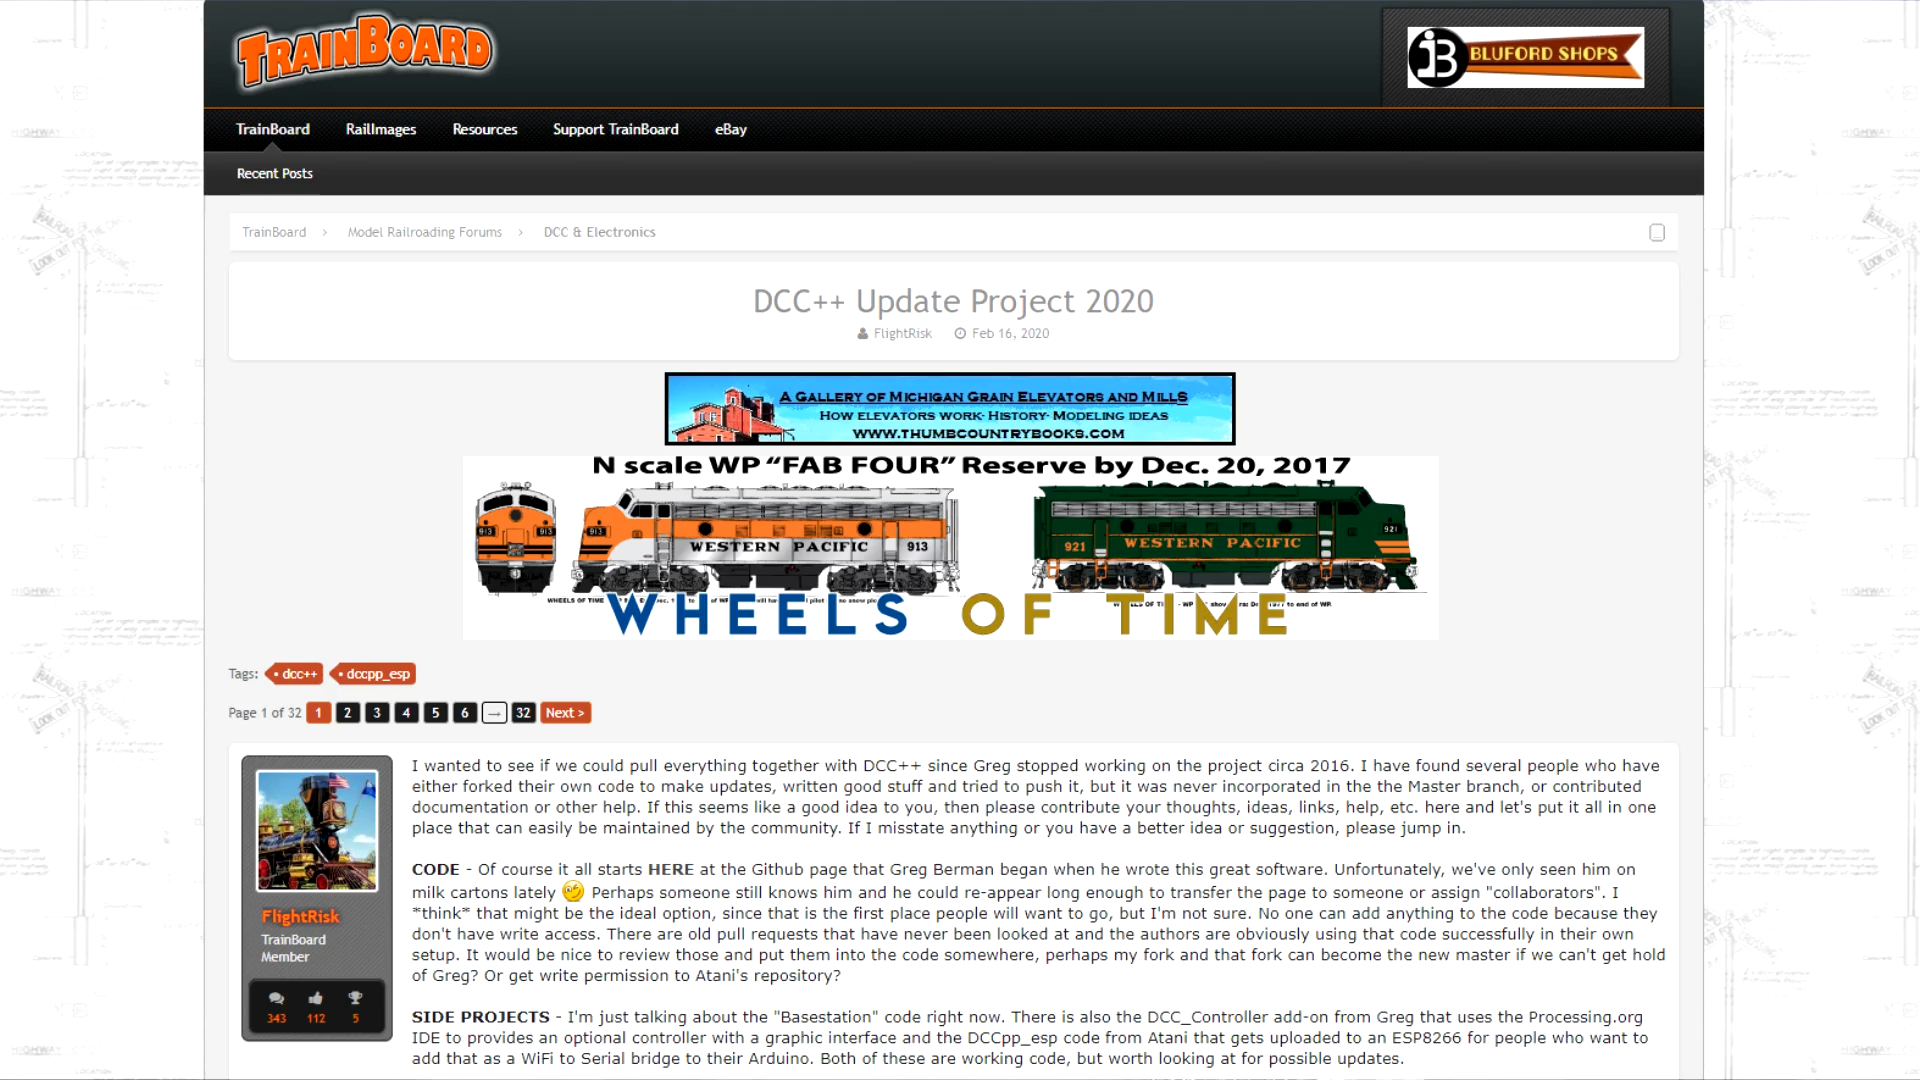 TRAINBOARD
JB BLUFORD SHOPS
TrainBoard RailImages Resources Support TrainBoard eBay
Recent Posts
TrainBoard › Model Railroading Forums › DCC & Electronics
DCC++ Update Project 2020
FlightRisk Feb 16, 2020
A GALLERY OF MICHIGAN GRAIN ELEVATORS AND MILLS
HOW ELEVATORS WORK· HISTORY· MODELING IDEAS
WWW.THUMBCOUNTRYBOOKS.COM
N scale WP “FAB FOUR” Reserve by Dec. 20, 2017
913 913 913 WESTERN PACIFIC 913
921 WESTERN PACIFIC 921
WHEELS OF TIME
Tags: • dcc++ • dccpp_esp
Page 1 of 32 1 2 3 4 5 6 → 32 Next >
I wanted to see if we could pull everything together with DCC++ since Greg stopped working on the project circa 2016. I have found several people who have
either forked their own code to make updates, written good stuff and tried to push it, but it was never incorporated in the the Master branch, or contributed
documentation or other help. If this seems like a good idea to you, then please contribute your thoughts, ideas, links, help, etc. here and let's put it all in one
place that can easily be maintained by the community. If I misstate anything or you have a better idea or suggestion, please jump in.
CODE - Of course it all starts HERE at the Github page that Greg Berman began when he wrote this great software. Unfortunately, we've only seen him on
milk cartons lately Perhaps someone still knows him and he could re-appear long enough to transfer the page to someone or assign "collaborators". I
*think* that might be the ideal option, since that is the first place people will want to go, but I'm not sure. No one can add anything to the code because they
don't have write access. There are old pull requests that have never been looked at and the authors are obviously using that code successfully in their own
setup. It would be nice to review those and put them into the code somewhere, perhaps my fork and that fork can become the new master if we can't get hold
of Greg? Or get write permission to Atani's repository?
SIDE PROJECTS - I'm just talking about the "Basestation" code right now. There is also the DCC_Controller add-on from Greg that uses the Processing.org
IDE to provides an optional controller with a graphic interface and the DCCpp_esp code from Atani that gets uploaded to an ESP8266 for people who want to
add that as a WiFi to Serial bridge to their Arduino. Both of these are working code, but worth looking at for possible updates.
FlightRisk
TrainBoard
Member
343 112 5